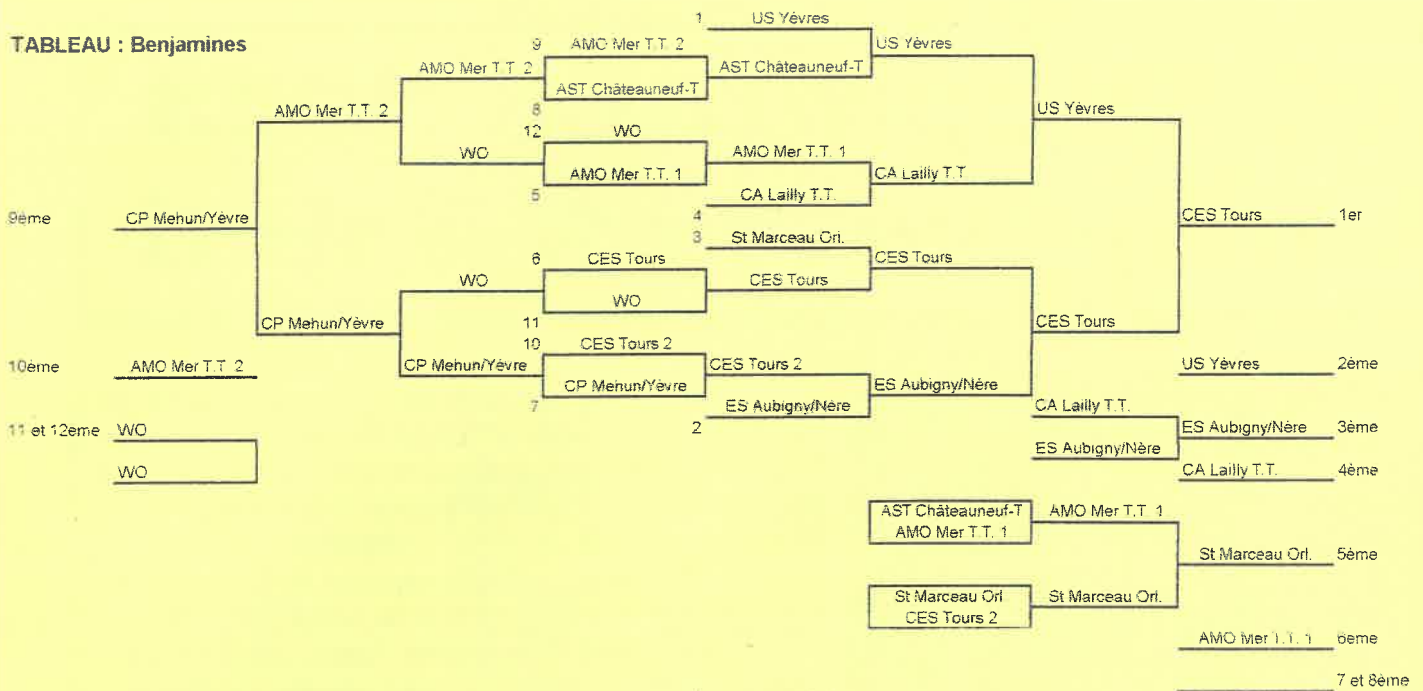 TABLEAU : Benjamines
1 US Yèvres
9 AMO Mer T.T. 2
US Yèvres
AMO Mer T.T. 2
AST Châteauneuf-T
AST Châteauneuf-T
8
AMO Mer T.T. 2
12 WO
US Yèvres
WO
AMO Mer T.T. 1
AMO Mer T.T. 1
CA Lailly T.T
5
CA Lailly T.T.
4
9ème CP Mehun/Yèvre
CES Tours 1er
3 St Marceau Orl.
6 CES Tours
CES Tours
WO
CES Tours
WO
11
CP Mehun/Yèvre
CES Tours
10 CES Tours 2
10ème AMO Mer T.T. 2
CP Mehun/Yèvre
CES Tours 2
US Yèvres 2ème
CP Mehun/Yèvre
ES Aubigny/Nère
7
ES Aubigny/Nère
CA Lailly T.T.
2
11 et 12eme WO
ES Aubigny/Nère 3ème
ES Aubigny/Nère
WO
CA Lailly T.T. 4ème
AST Châteauneuf-T
AMO Mer T.T. 1
AMO Mer T.T. 1
St Marceau Orl. 5ème
St Marceau Orl
St Marceau Orl.
CES Tours 2
AMO Mer T.T. 1 6eme
7 et 8ème